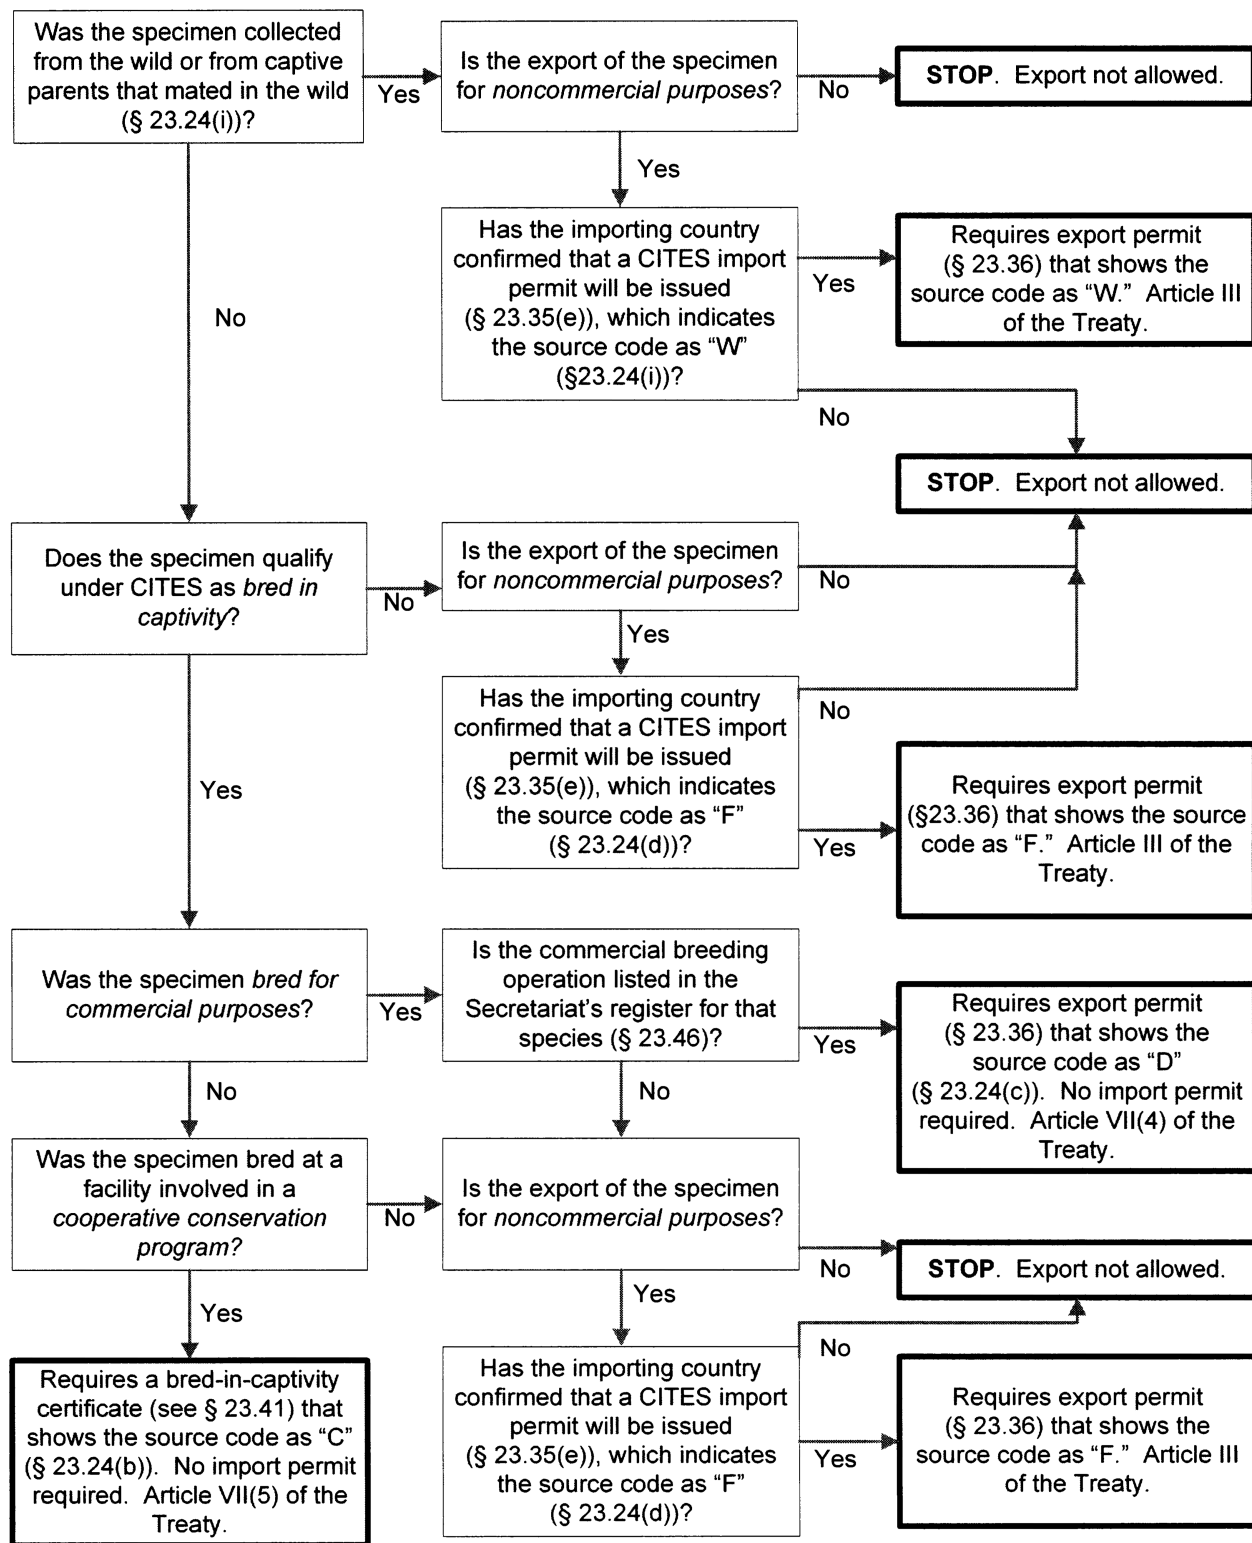 Was the specimen collected
from the wild or from captive
parents that mated in the wild
(§ 23.24(i))?
Yes
Is the export of the specimen
for noncommercial purposes?
No
STOP. Export not allowed.
Yes
No
Has the importing country
confirmed that a CITES import
permit will be issued
(§ 23.35(e)), which indicates
the source code as “W”
(§23.24(i))?
Yes
Requires export permit
(§ 23.36) that shows the
source code as “W.” Article III
of the Treaty.
No
STOP. Export not allowed.
Does the specimen qualify
under CITES as bred in
captivity?
No
Is the export of the specimen
for noncommercial purposes?
No
Yes
Yes
Has the importing country
confirmed that a CITES import
permit will be issued
(§ 23.35(e)), which indicates
the source code as “F”
(§ 23.24(d))?
No
Yes
Requires export permit
(§23.36) that shows the source
code as “F.” Article III of the
Treaty.
Was the specimen bred for
commercial purposes?
Yes
Is the commercial breeding
operation listed in the
Secretariat’s register for that
species (§ 23.46)?
Yes
Requires export permit
(§ 23.36) that shows the
source code as “D”
(§ 23.24(c)). No import permit
required. Article VII(4) of the
Treaty.
No
No
Was the specimen bred at a
facility involved in a
cooperative conservation
program?
No
Is the export of the specimen
for noncommercial purposes?
No
STOP. Export not allowed.
Yes
Yes
Requires a bred-in-captivity
certificate (see § 23.41) that
shows the source code as “C”
(§ 23.24(b)). No import permit
required. Article VII(5) of the
Treaty.
Has the importing country
confirmed that a CITES import
permit will be issued
(§ 23.35(e)), which indicates
the source code as “F”
(§ 23.24(d))?
No
Yes
Requires export permit
(§ 23.36) that shows the
source code as “F.” Article III
of the Treaty.